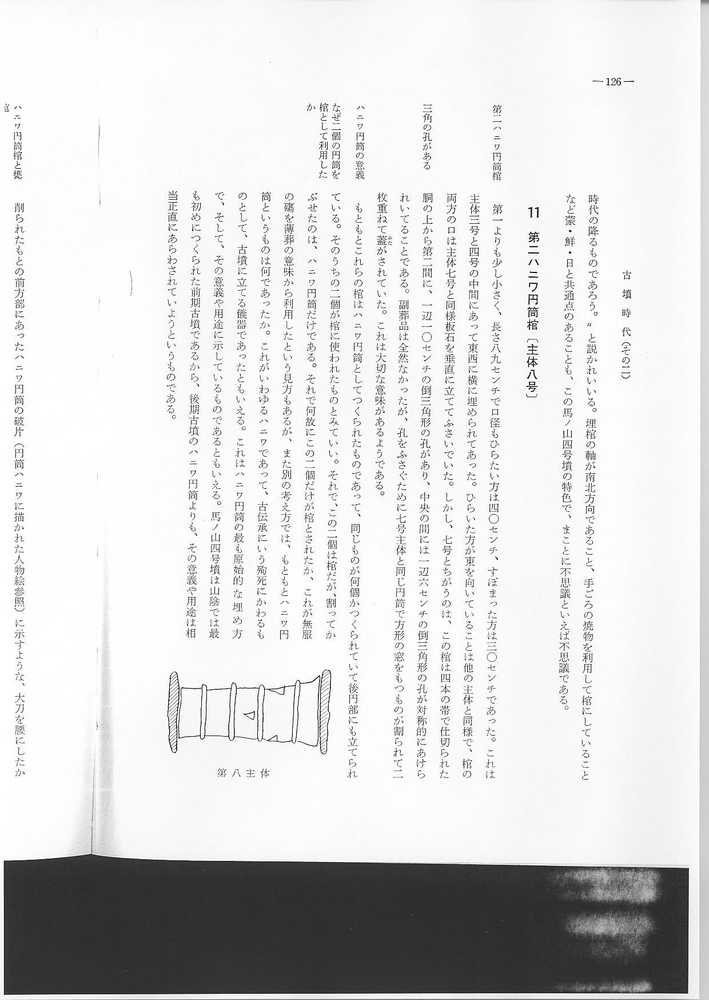 ―126―
古墳時代(その二)
時代の降るものであろう。〃と説かれいいる。埋棺の軸が南北方向であること、手ごろの焼物を利用して棺にしていること
など蒙・鮮・日と共通点のあることも、この馬ノ山四号墳の特色で、まことに不思議といえば不思議である。
11 第二ハニワ円筒棺〔主体八号〕
第二ハニワ円筒棺
第一よりも少し小さく、長さ八九センチで口径もひらたい方は四〇センチ、すぼまった方は三〇センチであった。これは
主体三号と四号の中間にあって東西に横に埋められてあった。ひらいた方が東を向いていることは他の主体と同様で、棺の
両方の口は主体七号と同様板石を垂直に立ててふさいでいた。しかし、七号とちがうのは、この棺は四本の帯で仕切られた
三角の孔がある
胴の上から第二間に、一辺一〇センチの倒三角形の孔があり、中央の間には一辺六センチの倒三角形の孔が対称的にあけら
れいてることである。副葬品は全然なかったが、孔をふさぐために七号主体と同じ円筒で方形の窓をもつものが割られて二
枚重ねて蓋がされていた。これは大切な意味があるようである。
ふた
ハニワ円筒の意義
もともとこれらの棺はハニワ円筒としてつくられたものであって、同じものが何個かつくられていて後円部にも立てられ
なぜ二個の円筒を
棺として利用した
か
ている。そのうちの二個が棺に使われたものとみていい。それで、この二個は棺だが、割ってか
ぶせたのは、ハニワ円筒だけである。それで何故にこの二個だけが棺とされたか、これが無服
の殤を薄葬の意味から利用したという見方もあるが、また別の考え方では、もともとハニワ円
筒というものは何であったか。これがいわゆるハニワであって、古伝承にいう殉死にかわるも
のとして、古墳に立てる儀器であったともいえる。これはハニワ円筒の最も原始的な埋め方
で、そして、その意義や用途に示しているものであるともいえる。馬ノ山四号墳は山陰では最
も初めにつくられた前期古墳であるから、後期古墳のハニワ円筒よりも、その意義や用途は相
当正直にあらわされていようというものである。
第八主体
ハニワ円筒棺と甕
棺
削られたもとの前方部にあったハニワ円筒の破片(円筒ハニワに描かれた人物絵参照)に示すような、大刀を腰にしたか